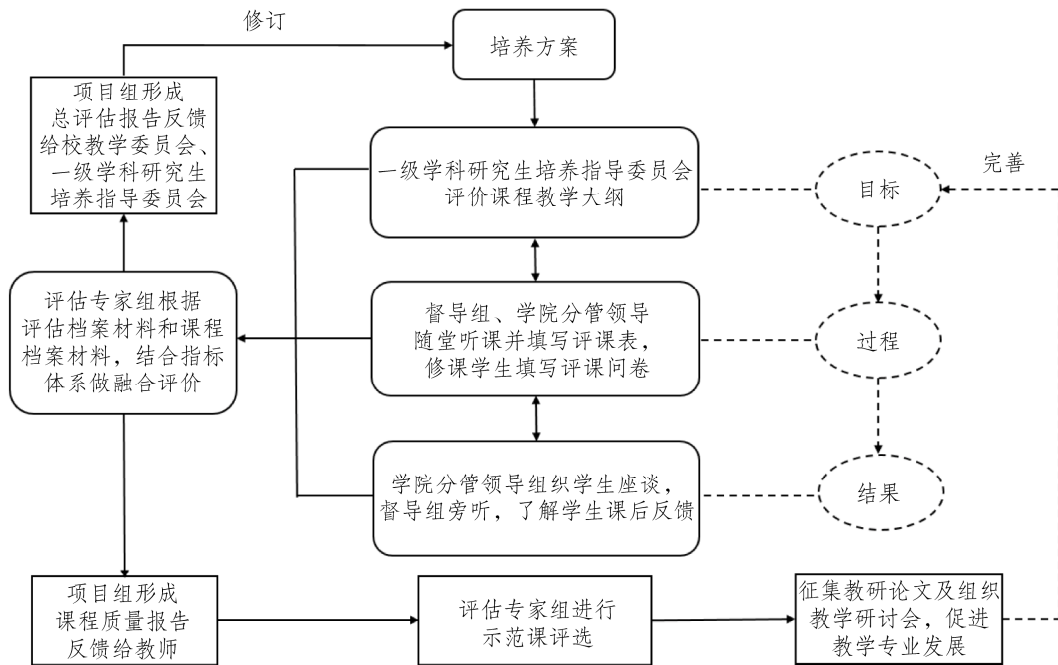 修订
培养方案
项目组形成
总评估报告反馈
给校教学委员会、
一级学科研究生
培养指导委员会
一级学科研究生培养指导委员会
评价课程教学大纲
目标
完善
评估专家组根据
评估档案材料和课程
档案材料，结合指标
体系做融合评价
督导组、学院分管领导
随堂听课并填写评课表，
修课学生填写评课问卷
过程
学院分管领导组织学生座谈，
督导组旁听，了解学生课后反馈
结果
项目组形成
课程质量报告
反馈给教师
评估专家组进行
示范课评选
征集教研论文及组织
教学研讨会，促进
教学专业发展